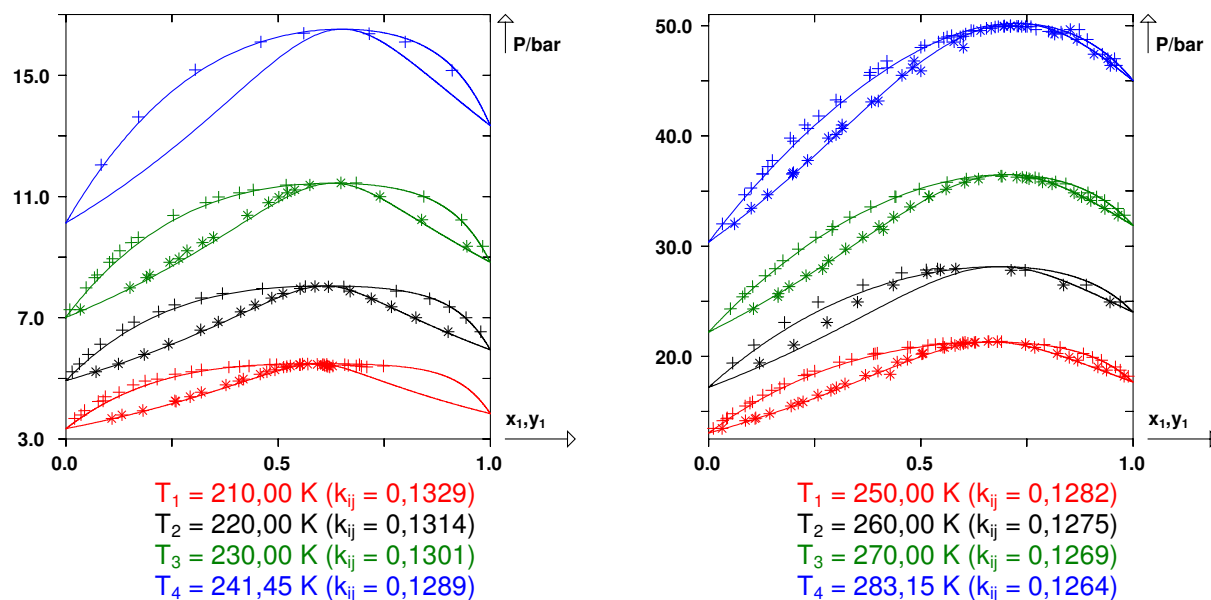 P/bar
15.0
11.0
7.0
3.0
x1,y1
0.0
0.5
1.0
T1 = 210,00 K (kij = 0,1329)
T2 = 220,00 K (kij = 0,1314)
T3 = 230,00 K (kij = 0,1301)
T4 = 241,45 K (kij = 0,1289)
50.0
P/bar
40.0
30.0
20.0
x1,y1
0.0
0.5
1.0
T1 = 250,00 K (kij = 0,1282)
T2 = 260,00 K (kij = 0,1275)
T3 = 270,00 K (kij = 0,1269)
T4 = 283,15 K (kij = 0,1264)